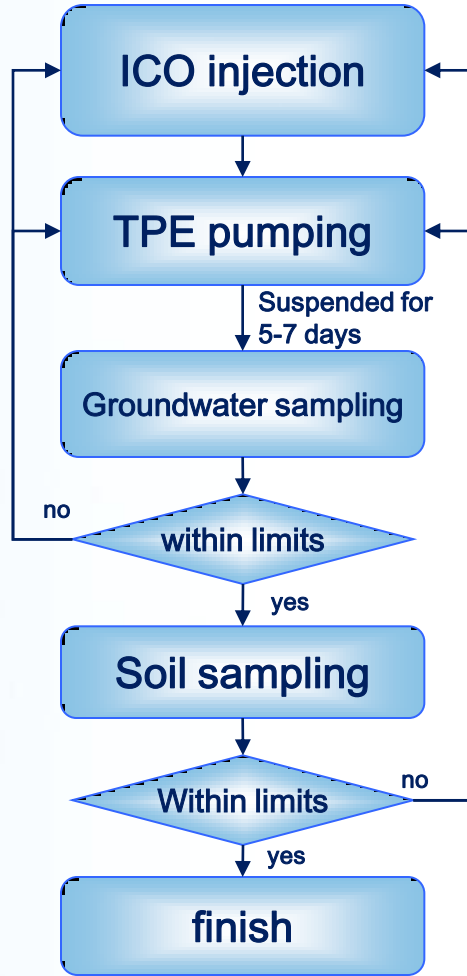 ICO injection
TPE pumping
Suspended for
5-7 days
Groundwater sampling
no
within limits
yes
Soil sampling
no
Within limits
yes
finish